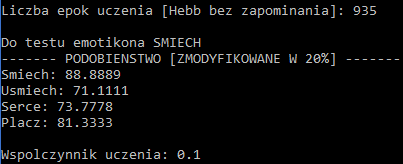 Liczba epok uczenia [Hebb bez zapominania]: 935
Do testu emotikona SMIECH
------- PODOBIENSTWO [ZMODYFIKOWANE W 20%] -------
Smiech: 88.8889
Usmiech: 71.1111
Serce: 73.7778
Placz: 81.3333
Wspolczynnik uczenia: 0.1